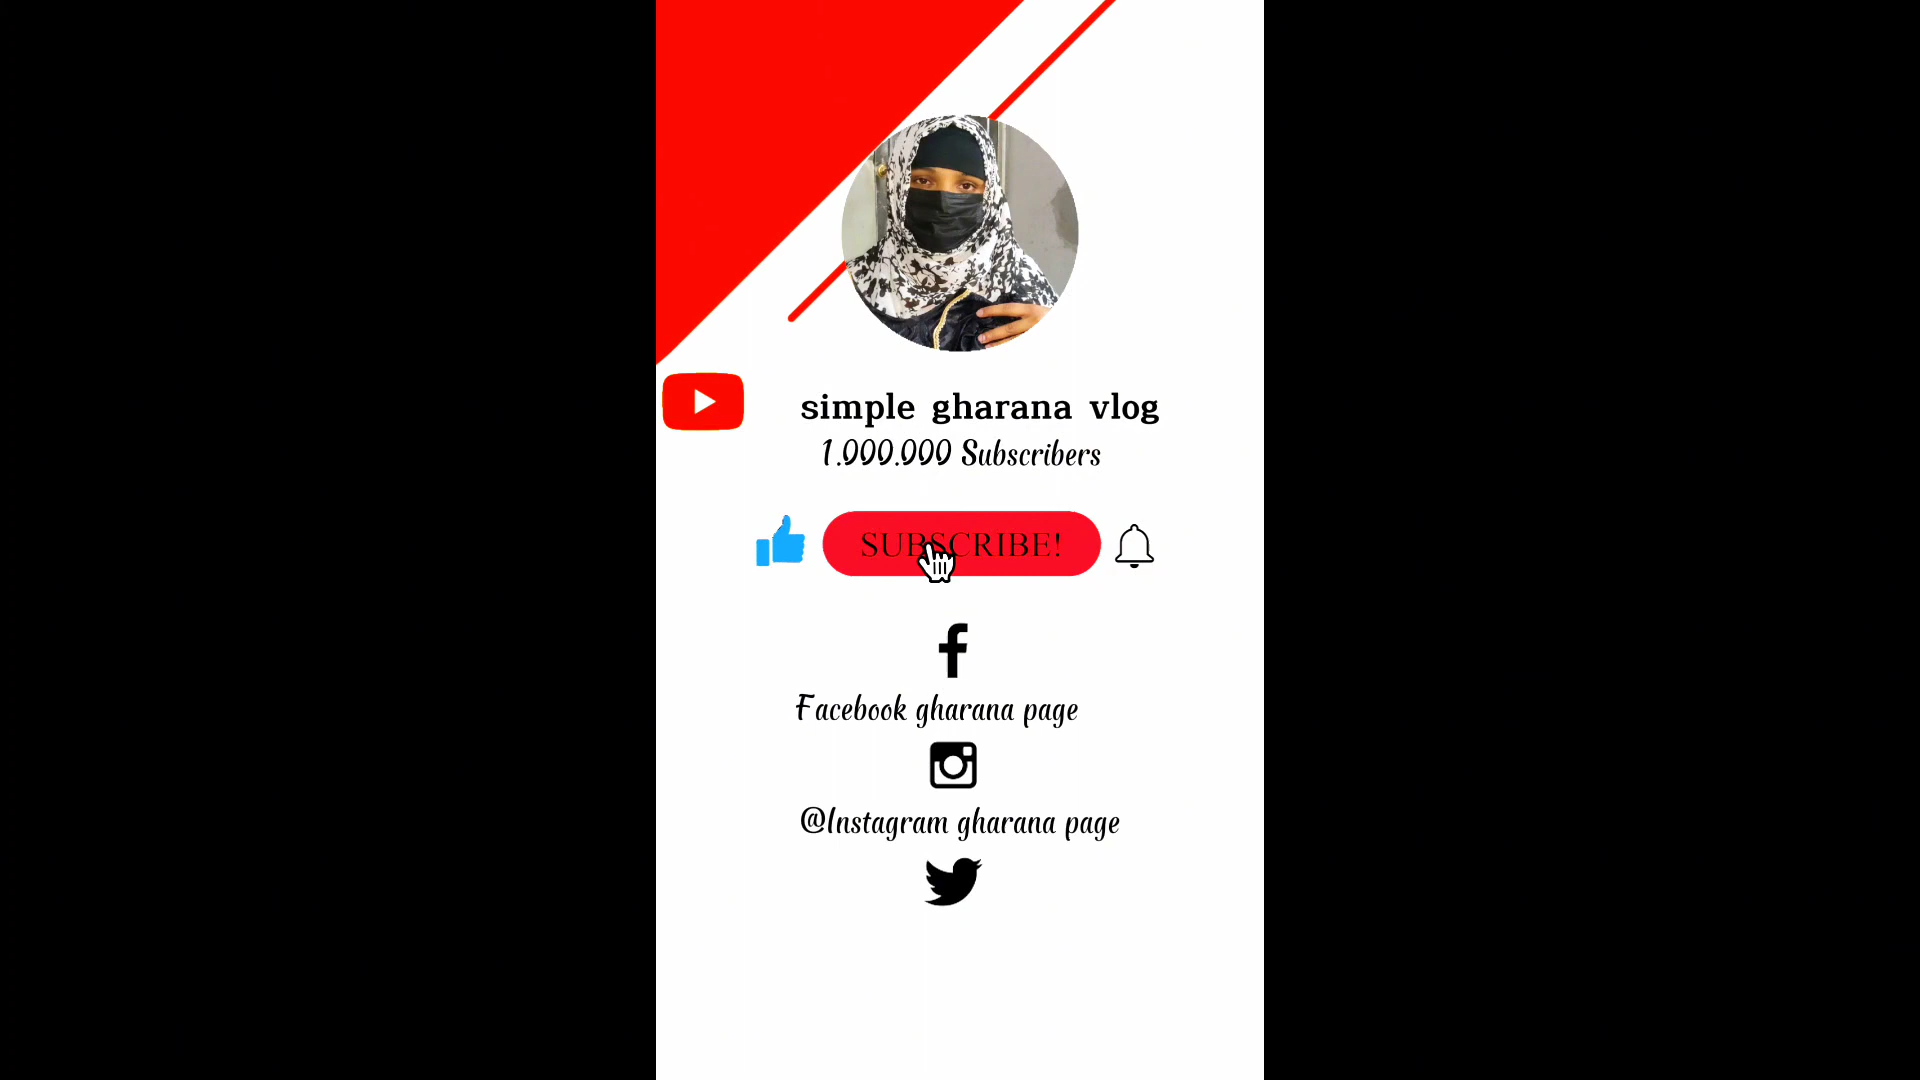 simple gharana vlog
1.000.000 Subscribers
SUBSCRIBE!
Facebook gharana page
@Instagram gharana page